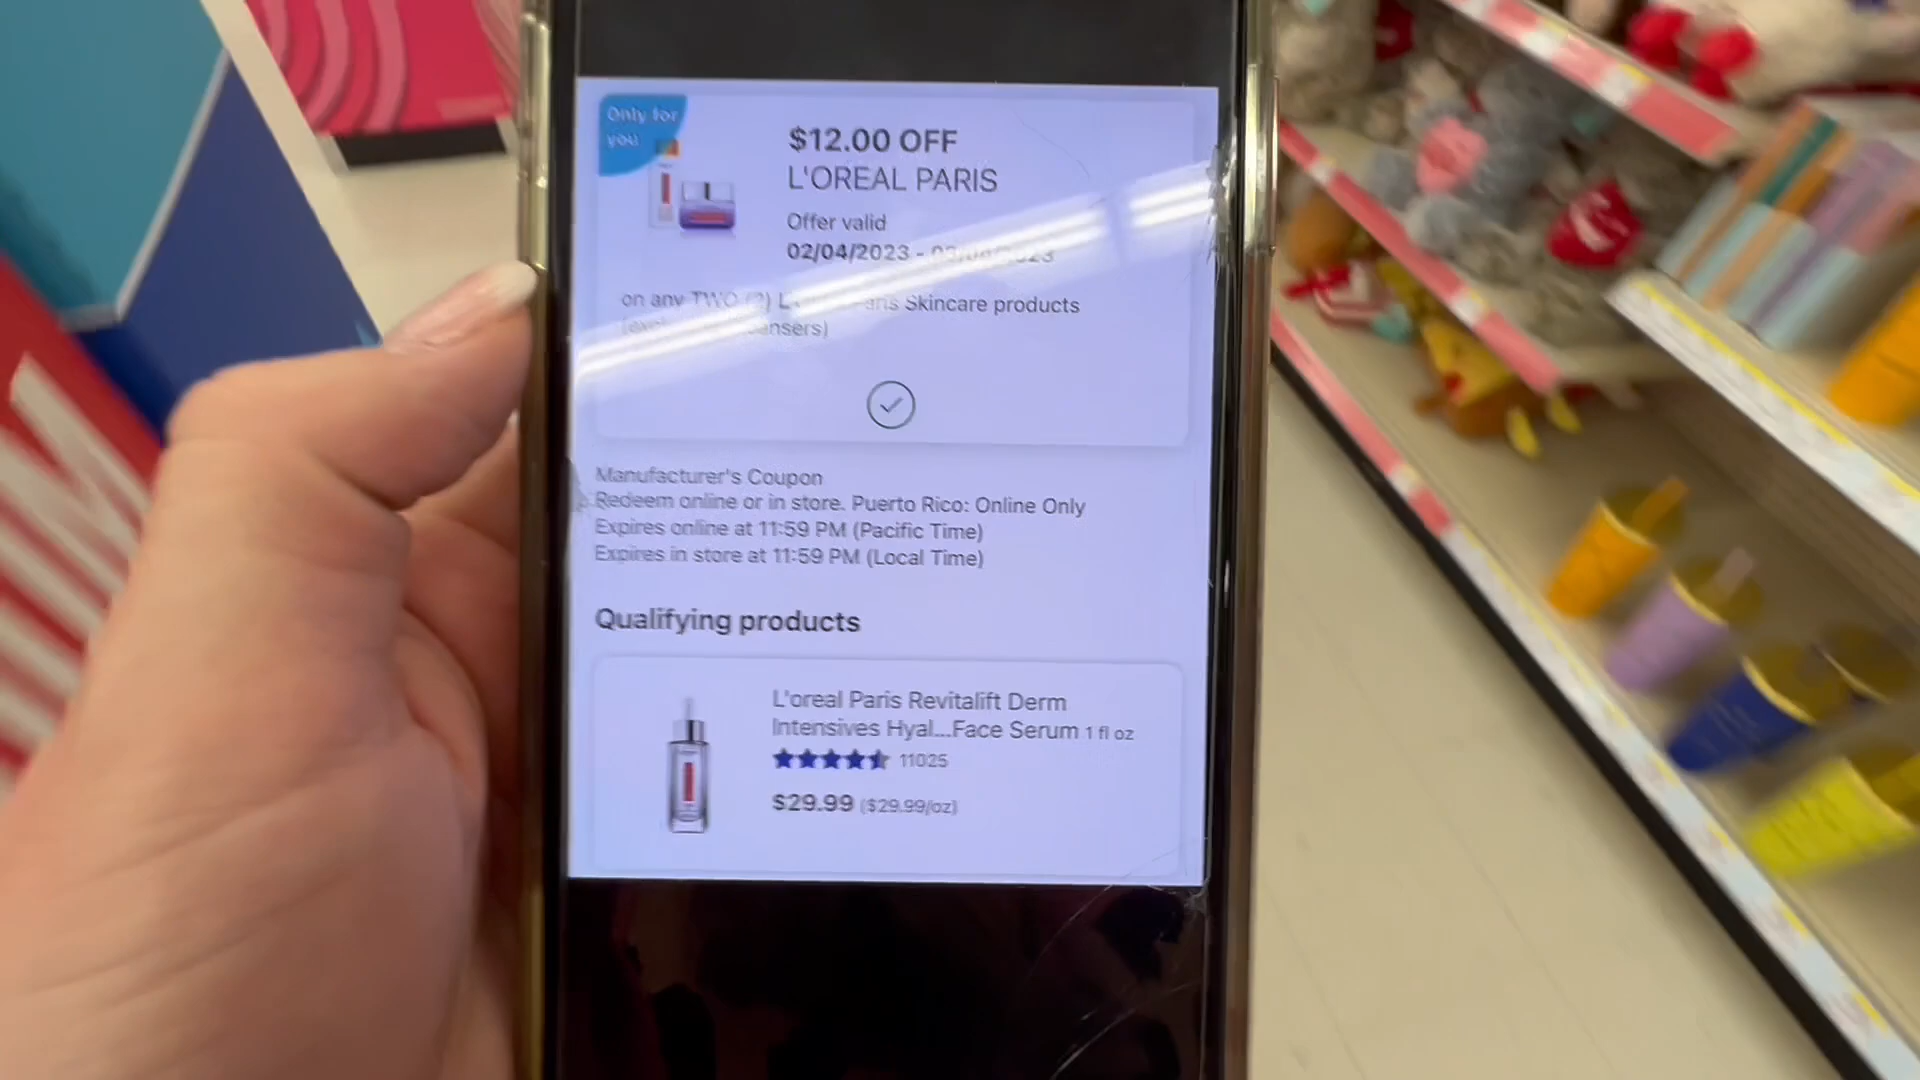 Only for
you
$12.00 OFF
L'OREAL PARIS
Offer valid
02/04/2023 -
on any TWO (2) Skincare products
Manufacturer's Coupon
Redeem online or in store. Puerto Rico: Online Only
Expires online at 11:59 PM (Pacific Time)
Expires in store at 11:59 PM (Local Time)
Qualifying products
L'oreal Paris Revitalift Derm
Intensives Hyal...Face Serum 1 fl oz
11025
$29.99 ($29.99/oz)